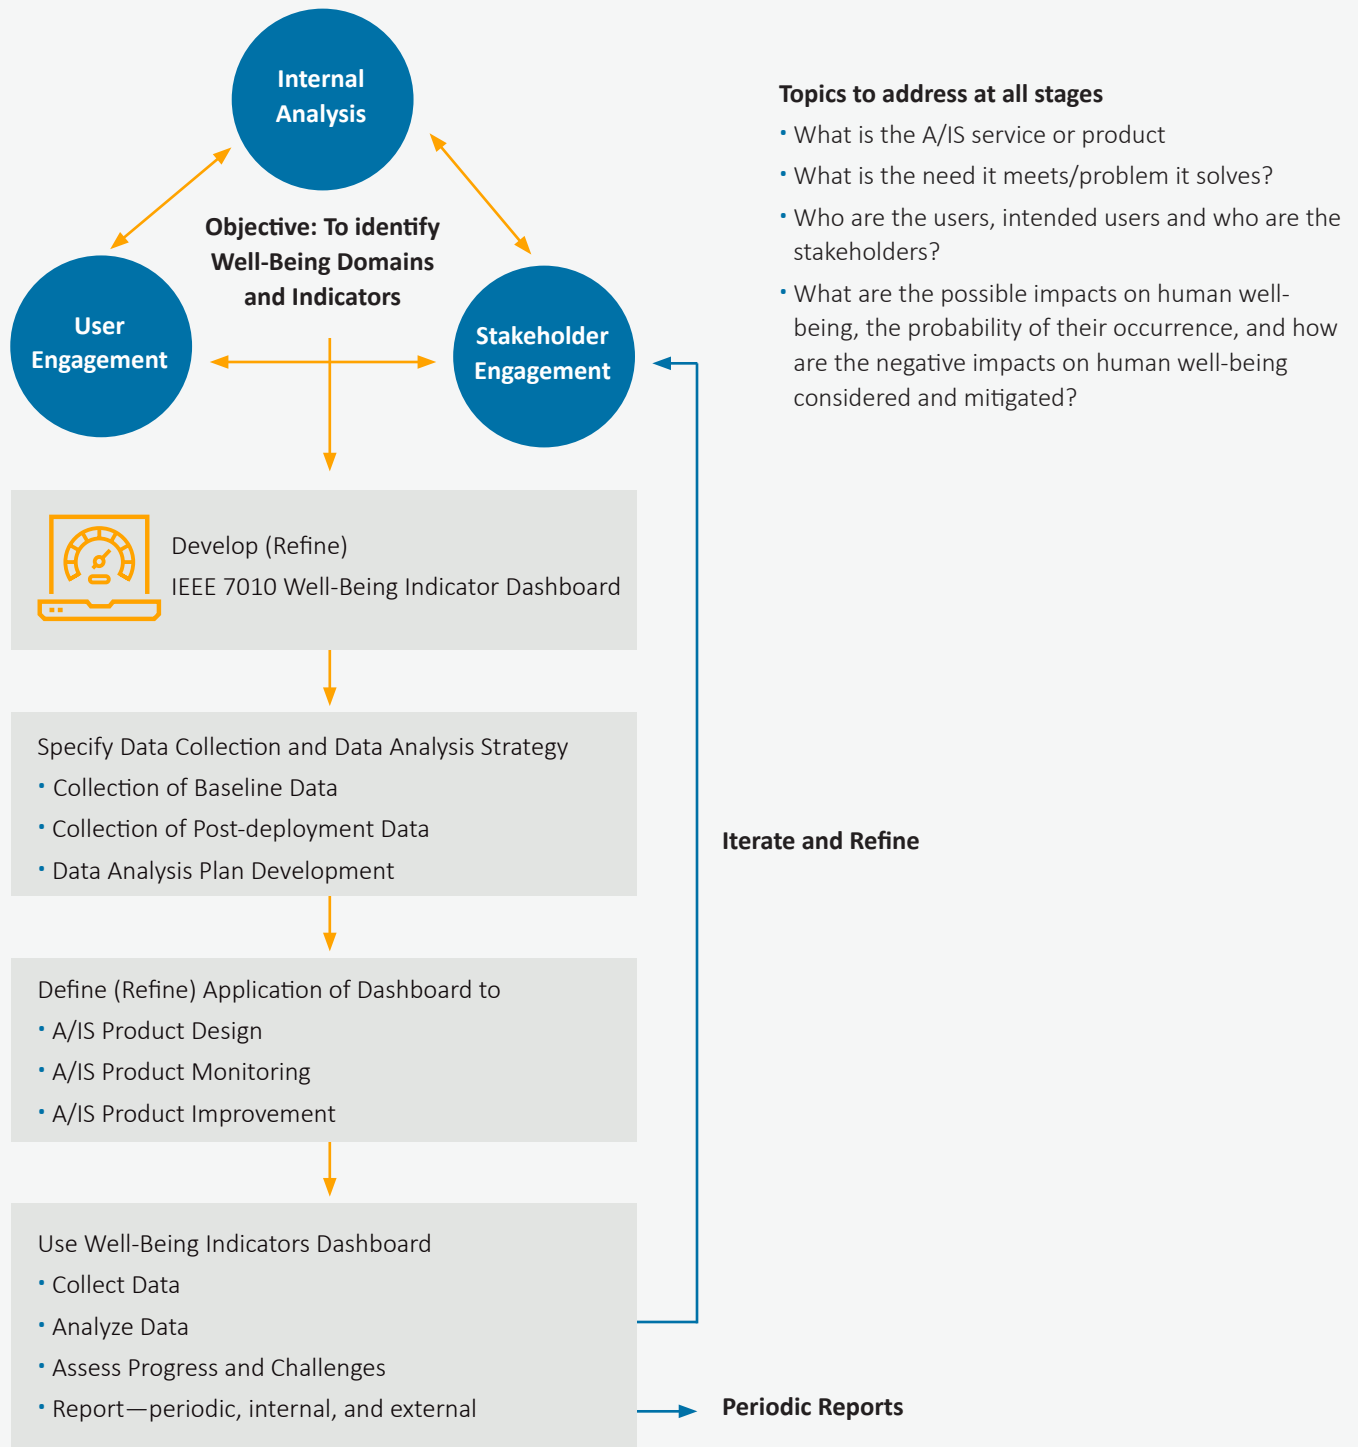 Internal
Analysis
Objective: To identify
Well-Being Domains
and Indicators
User
Engagement
Stakeholder
Engagement
Topics to address at all stages
• What is the A/IS service or product
• What is the need it meets/problem it solves?
• Who are the users, intended users and who are the
stakeholders?
• What are the possible impacts on human well-
being, the probability of their occurrence, and how
are the negative impacts on human well-being
considered and mitigated?
Develop (Refine)
IEEE 7010 Well-Being Indicator Dashboard
Specify Data Collection and Data Analysis Strategy
• Collection of Baseline Data
• Collection of Post-deployment Data
• Data Analysis Plan Development
Iterate and Refine
Define (Refine) Application of Dashboard to
• A/IS Product Design
• A/IS Product Monitoring
• A/IS Product Improvement
Use Well-Being Indicators Dashboard
• Collect Data
• Analyze Data
• Assess Progress and Challenges
• Report—periodic, internal, and external
Periodic Reports